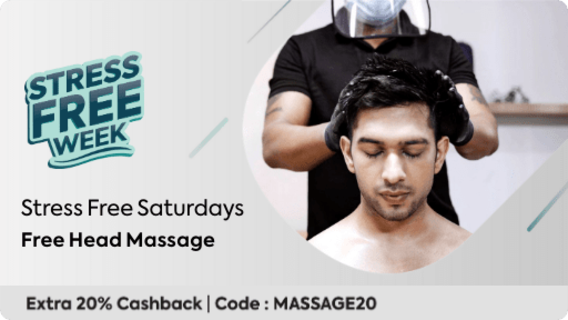 STRESS
FREE
WEEK
Stress Free Saturdays
Free Head Massage
Extra 20% Cashback | Code : MASSAGE20